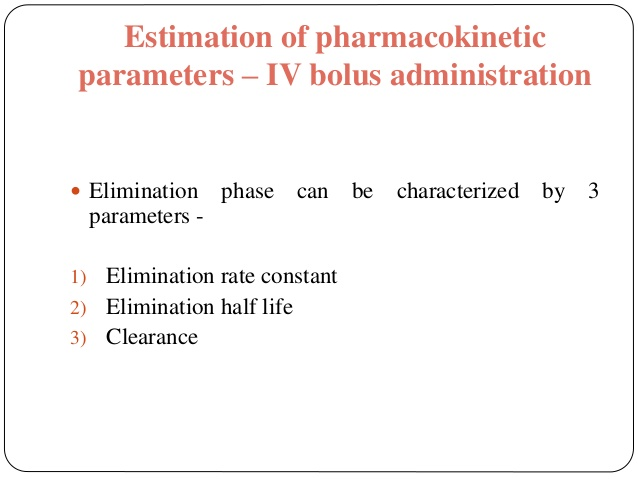 Estimation of pharmacokinetic
parameters – IV bolus administration
• Elimination phase can be characterized by 3
parameters -
1) Elimination rate constant
2) Elimination half life
3) Clearance